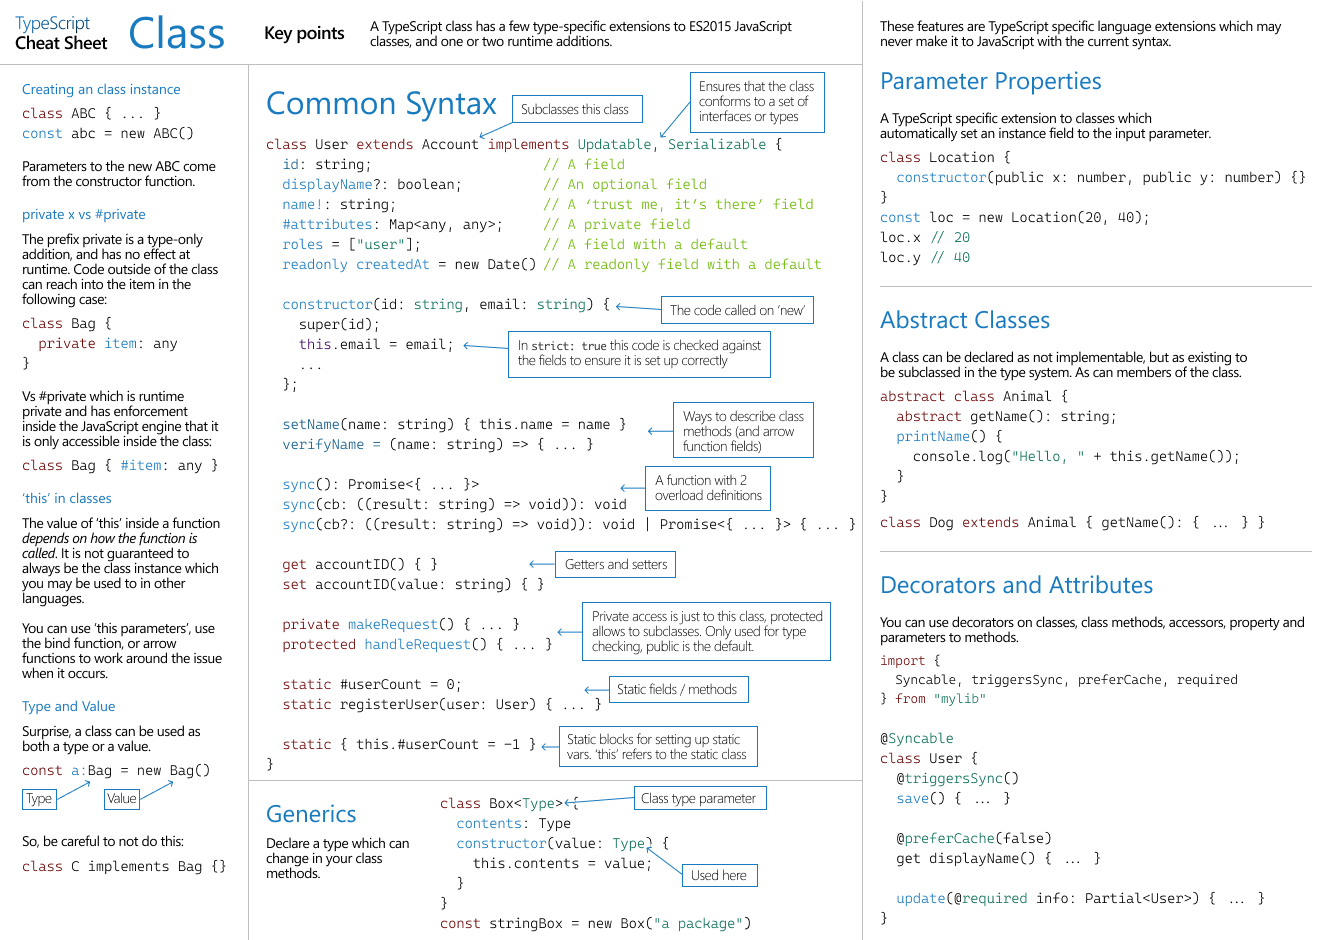 TypeScript
Cheat Sheet
Class
Key points
A TypeScript class has a few type-specific extensions to ES2015 JavaScript
classes, and one or two runtime additions.
Creating an class instance
class ABC { ... }
const abc = new ABC()
Parameters to the new ABC come
from the constructor function.
private x vs #private
The prefix private is a type-only
addition, and has no effect at
runtime. Code outside of the class
can reach into the item in the
following case:
class Bag {
private item: any
}
Vs #private which is runtime
private and has enforcement
inside the JavaScript engine that it
is only accessible inside the class:
class Bag { #item: any }
‘this’ in classes
The value of ‘this’ inside a function
depends on how the function is
called. It is not guaranteed to
always be the class instance which
you may be used to in other
languages.
You can use ‘this parameters’, use
the bind function, or arrow
functions to work around the issue
when it occurs.
Type and Value
Surprise, a class can be used as
both a type or a value.
const a:Bag = new Bag()
Type
Value
So, be careful to not do this:
class C implements Bag {}
Common Syntax
Subclasses this class
Ensures that the class
conforms to a set of
interfaces or types
class User extends Account implements Updatable, Serializable {
id: string; // A field
displayName?: boolean; // An optional field
name!: string; // A ‘trust me, it’s there’ field
#attributes: Map<any, any>; // A private field
roles = ["user"]; // A field with a default
readonly createdAt = new Date() // A readonly field with a default
constructor(id: string, email: string) {
The code called on ‘new’
super(id);
this.email = email;
In strict: true this code is checked against
the fields to ensure it is set up correctly
...
};
setName(name: string) { this.name = name }
verifyName = (name: string) => { ... }
Ways to describe class
methods (and arrow
function fields)
sync(): Promise<{ ... }>
sync(cb: ((result: string) => void)): void
sync(cb?: ((result: string) => void)): void | Promise<{ ... }> { ... }
A function with 2
overload definitions
get accountID() { }
set accountID(value: string) { }
Getters and setters
private makeRequest() { ... }
protected handleRequest() { ... }
Private access is just to this class, protected
allows to subclasses. Only used for type
checking, public is the default.
static #userCount = 0;
static registerUser(user: User) { ... }
Static fields / methods
static { this.#userCount = -1 }
Static blocks for setting up static
vars. ‘this’ refers to the static class
}
Generics
Declare a type which can
change in your class
methods.
class Box<Type> {
Class type parameter
contents: Type
constructor(value: Type) {
this.contents = value;
Used here
}
}
const stringBox = new Box("a package")
These features are TypeScript specific language extensions which may
never make it to JavaScript with the current syntax.
Parameter Properties
A TypeScript specific extension to classes which
automatically set an instance field to the input parameter.
class Location {
constructor(public x: number, public y: number) {}
}
const loc = new Location(20, 40);
loc.x // 20
loc.y // 40
Abstract Classes
A class can be declared as not implementable, but as existing to
be subclassed in the type system. As can members of the class.
abstract class Animal {
abstract getName(): string;
printName() {
console.log("Hello, " + this.getName());
}
}
class Dog extends Animal { getName(): { ... } }
Decorators and Attributes
You can use decorators on classes, class methods, accessors, property and
parameters to methods.
import {
Syncable, triggersSync, preferCache, required
} from "mylib"
@Syncable
class User {
@triggersSync()
save() { ... }
@preferCache(false)
get displayName() { ... }
update(@required info: Partial<User>) { ... }
}